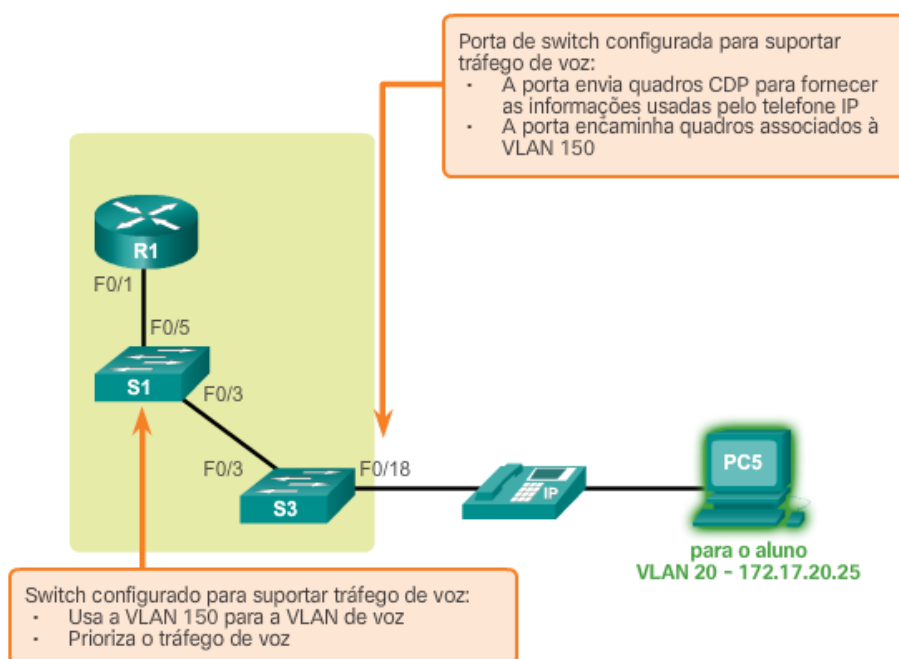 Porta de switch configurada para suportar
tráfego de voz:
• A porta envia quadros CDP para fornecer
as informações usadas pelo telefone IP
• A porta encaminha quadros associados à
VLAN 150
R1
F0/1
F0/5
S1
F0/3
F0/3
F0/18
S3
IP
PC5
para o aluno
VLAN 20 - 172.17.20.25
Switch configurado para suportar tráfego de voz:
• Usa a VLAN 150 para a VLAN de voz
• Prioriza o tráfego de voz